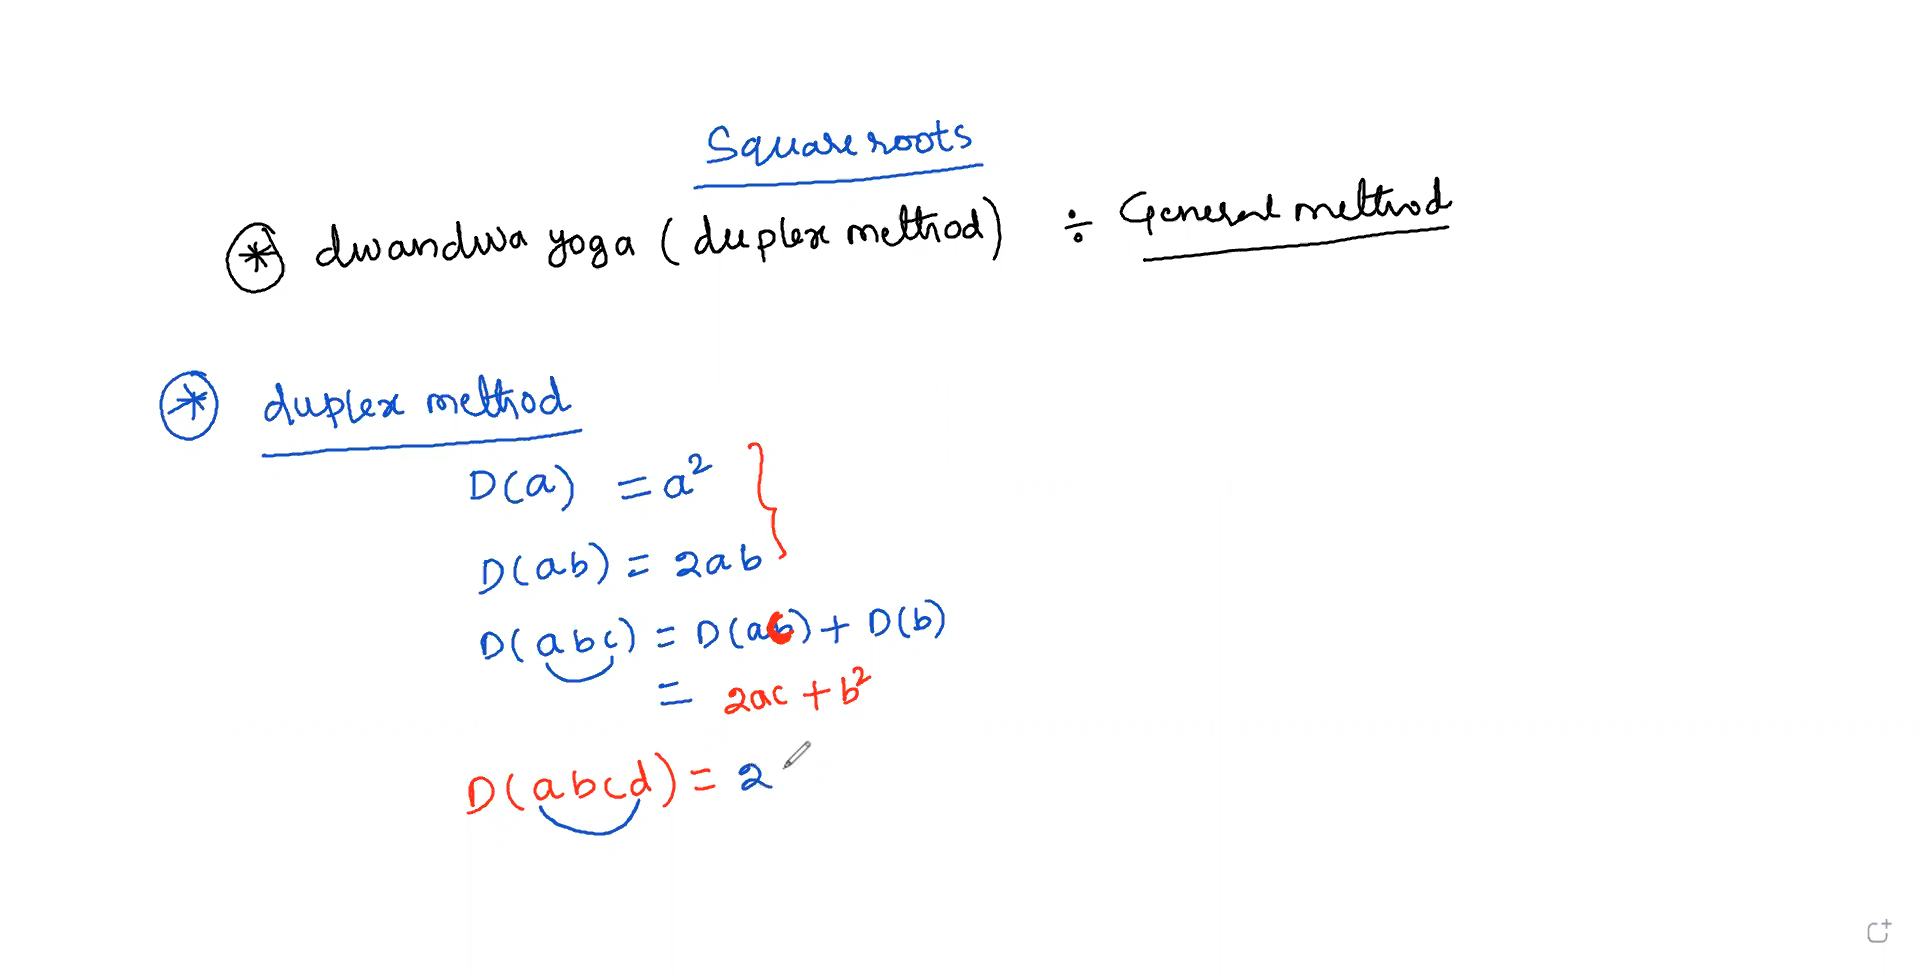 Square roots
* dwandwa yoga (duplex method) ÷ General method
* duplex method
D(a) = a²
D(ab) = 2ab
D(abc) = D(ac) + D(b)
= 2ac + b²
D(abcd) = 2